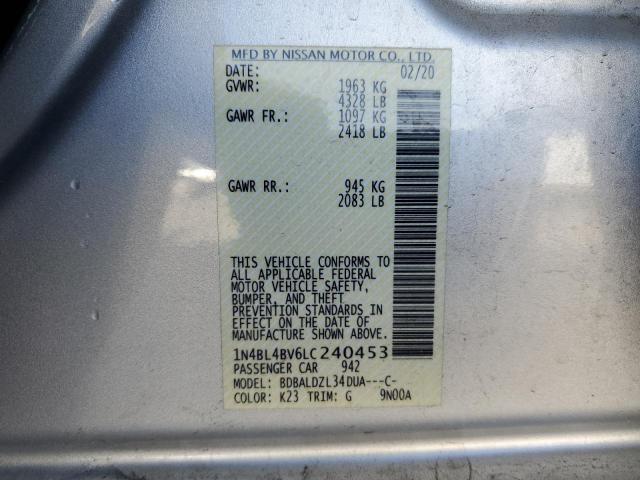 MFD BY NISSAN MOTOR CO., LTD.
DATE: 02/20
GVWR: 1963 KG
4328 LB
GAWR FR.: 1097 KG
2418 LB
GAWR RR.: 945 KG
2083 LB
THIS VEHICLE CONFORMS TO
ALL APPLICABLE FEDERAL
MOTOR VEHICLE SAFETY,
BUMPER, AND THEFT
PREVENTION STANDARDS IN
EFFECT ON THE DATE OF
MANUFACTURE SHOWN ABOVE.
1N4BL4BV6LC240453
PASSENGER CAR 942
MODEL: BDBALDZL34DUA---C-
COLOR: K23 TRIM: G 9N00A